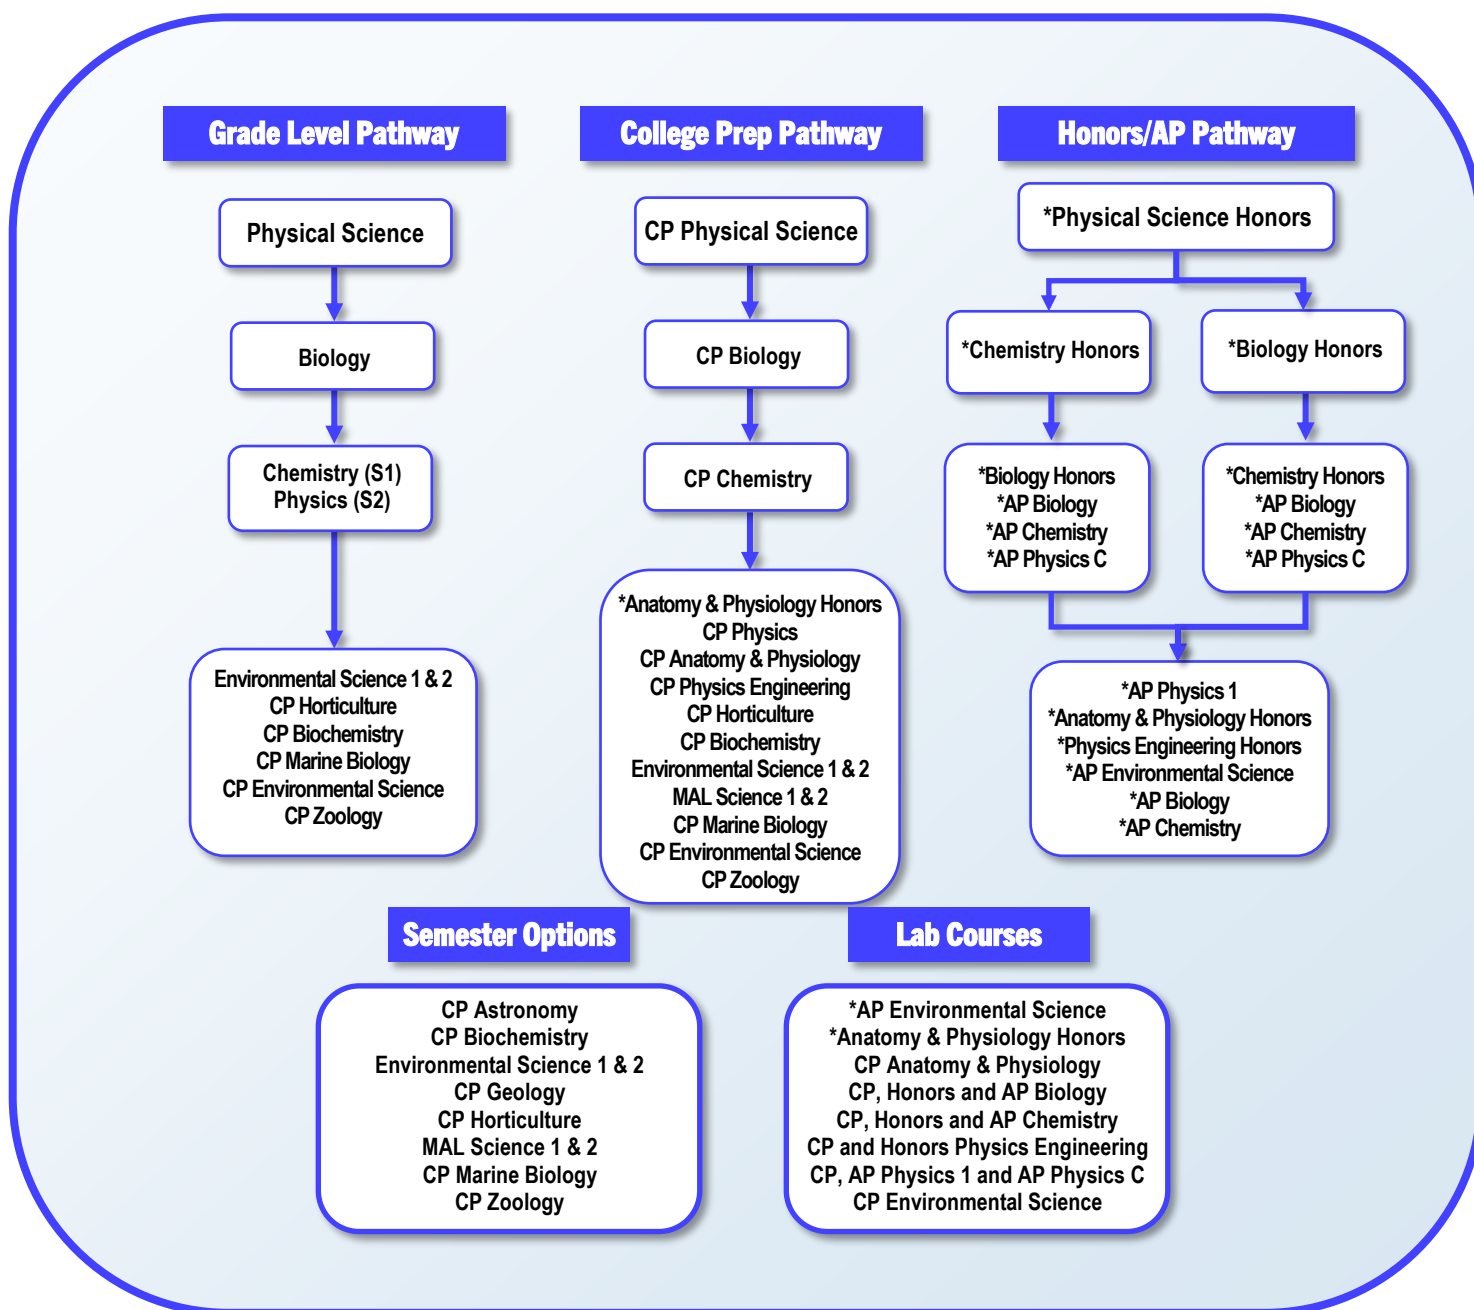 Grade Level Pathway
Physical Science
Biology
Chemistry (S1)
Physics (S2)
Environmental Science 1 & 2
CP Horticulture
CP Biochemistry
CP Marine Biology
CP Environmental Science
CP Zoology
College Prep Pathway
CP Physical Science
CP Biology
CP Chemistry
*Anatomy & Physiology Honors
CP Physics
CP Anatomy & Physiology
CP Physics Engineering
CP Horticulture
CP Biochemistry
Environmental Science 1 & 2
MAL Science 1 & 2
CP Marine Biology
CP Environmental Science
CP Zoology
Honors/AP Pathway
*Physical Science Honors
*Chemistry Honors
*Biology Honors
*Biology Honors
*AP Biology
*AP Chemistry
*AP Physics C
*Chemistry Honors
*AP Biology
*AP Chemistry
*AP Physics C
*AP Physics 1
*Anatomy & Physiology Honors
*Physics Engineering Honors
*AP Environmental Science
*AP Biology
*AP Chemistry
Semester Options
CP Astronomy
CP Biochemistry
Environmental Science 1 & 2
CP Geology
CP Horticulture
MAL Science 1 & 2
CP Marine Biology
CP Zoology
Lab Courses
*AP Environmental Science
*Anatomy & Physiology Honors
CP Anatomy & Physiology
CP, Honors and AP Biology
CP, Honors and AP Chemistry
CP and Honors Physics Engineering
CP, AP Physics 1 and AP Physics C
CP Environmental Science